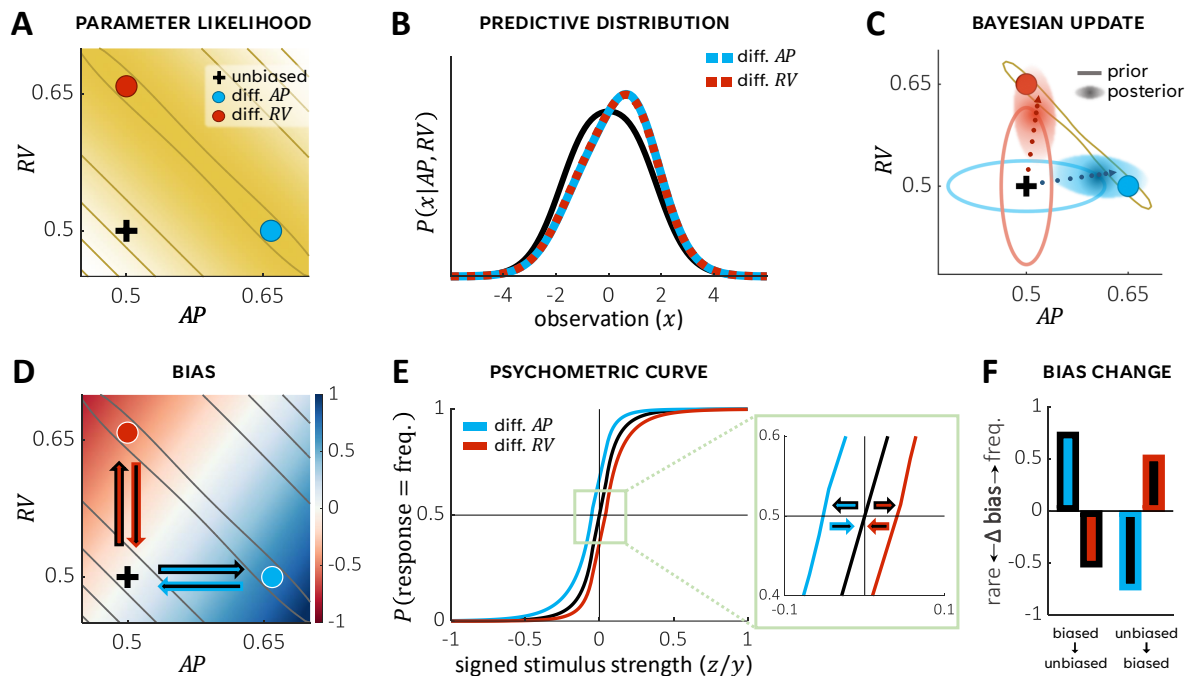 A PARAMETER LIKELIHOOD
unbiased
diff. AP
diff. RV
0.65
0.5
RV
0.5
0.65
AP
B PREDICTIVE DISTRIBUTION
diff. AP
diff. RV
P(x|AP, RV)
-4
-2
0
2
4
observation (x)
C BAYESIAN UPDATE
prior
posterior
0.65
0.5
RV
0.5
0.65
AP
D BIAS
0.65
0.5
RV
0.5
0.65
AP
1
0.5
0
-0.5
-1
E PSYCHOMETRIC CURVE
diff. AP
diff. RV
P(response = freq.)
1
0.5
0
-1
-0.5
0
0.5
1
signed stimulus strength (z/y)
0.6
0.5
0.4
-0.1
0.1
F BIAS CHANGE
rare ←Δ bias→ freq.
1
0.5
0
-0.5
-1
biased
↓
unbiased
unbiased
↓
biased